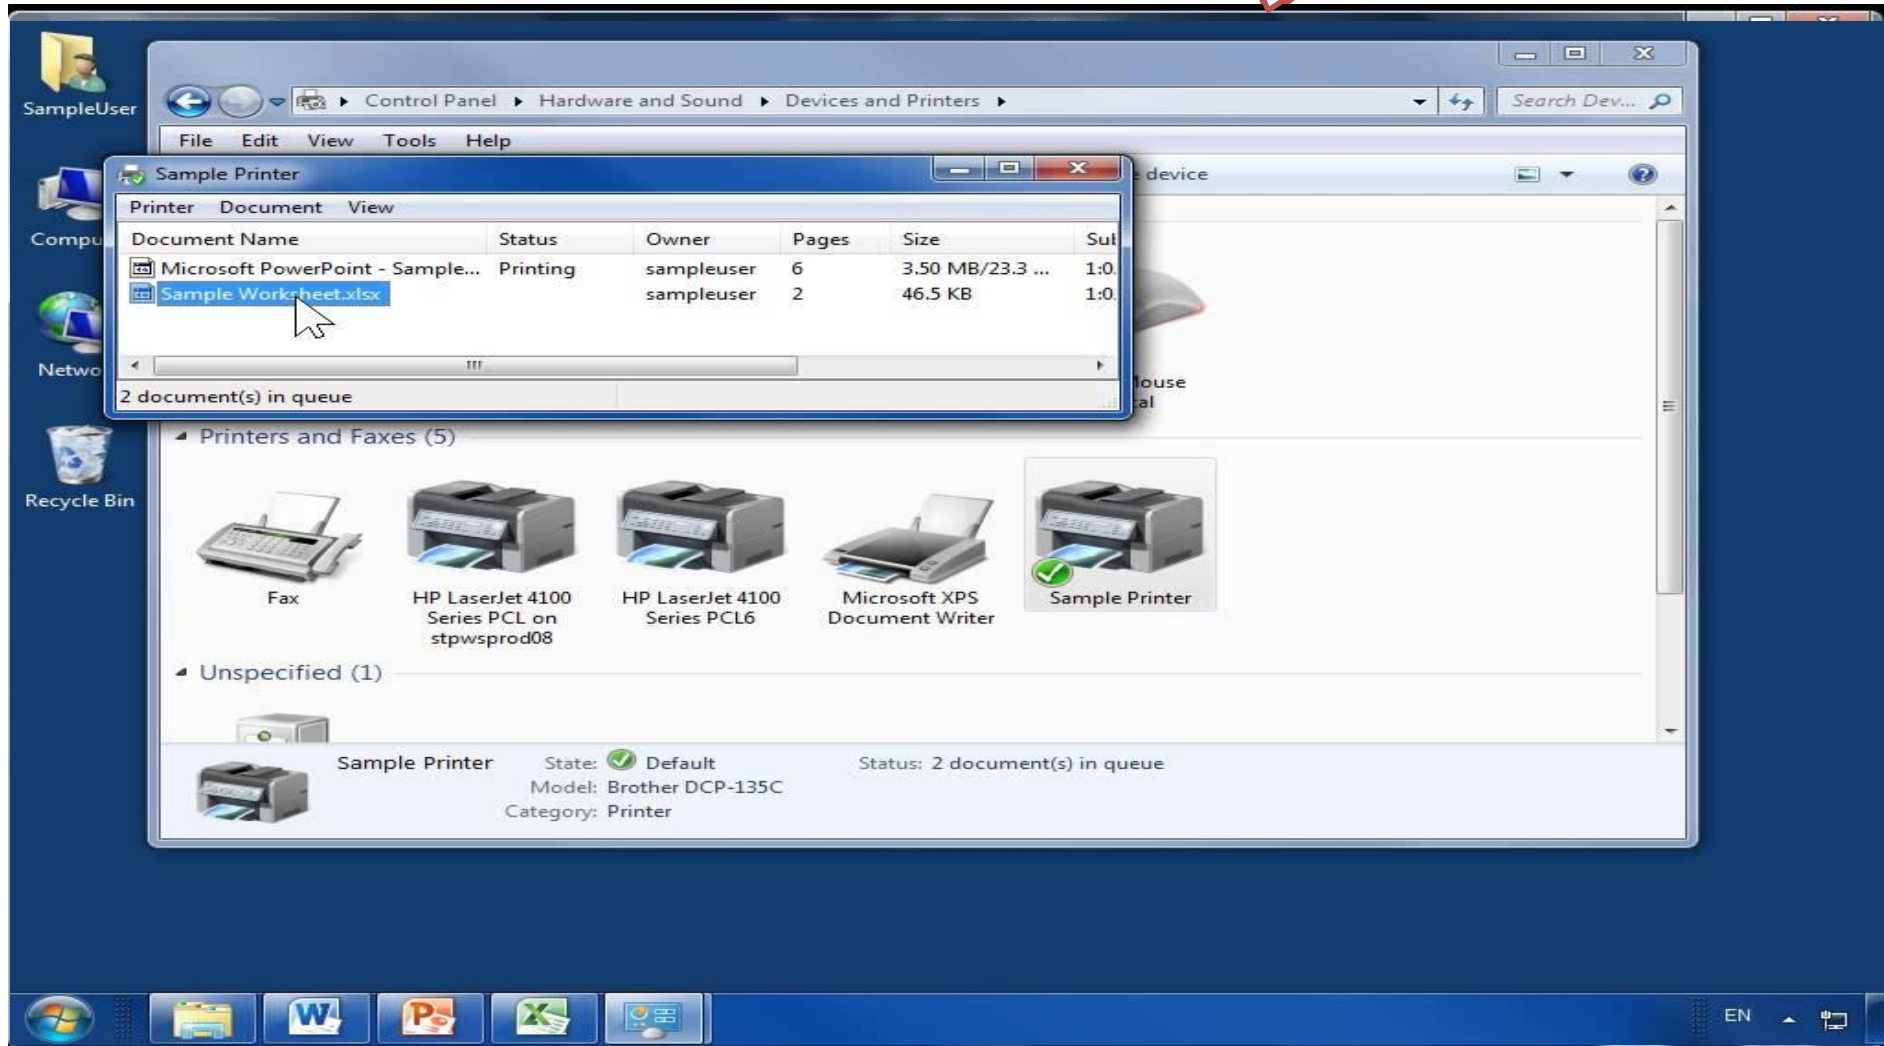 SampleUser
Control Panel Hardware and Sound Devices and Printers
Search Dev...
File Edit View Tools Help
Sample Printer
device
Printer Document View
Document Name Status Owner Pages Size Sul
Microsoft PowerPoint - Sample... Printing sampleuser 6 3.50 MB/23.3 ... 1:0
Sample Worksheet.xlsx sampleuser 2 46.5 KB 1:0
2 document(s) in queue
Compu
Netwo
Recycle Bin
louse
al
Printers and Faxes (5)
Fax
HP LaserJet 4100
Series PCL on
stpwsprod08
HP LaserJet 4100
Series PCL6
Microsoft XPS
Document Writer
Sample Printer
Unspecified (1)
Sample Printer State: Default Status: 2 document(s) in queue
Model: Brother DCP-135C
Category: Printer
EN